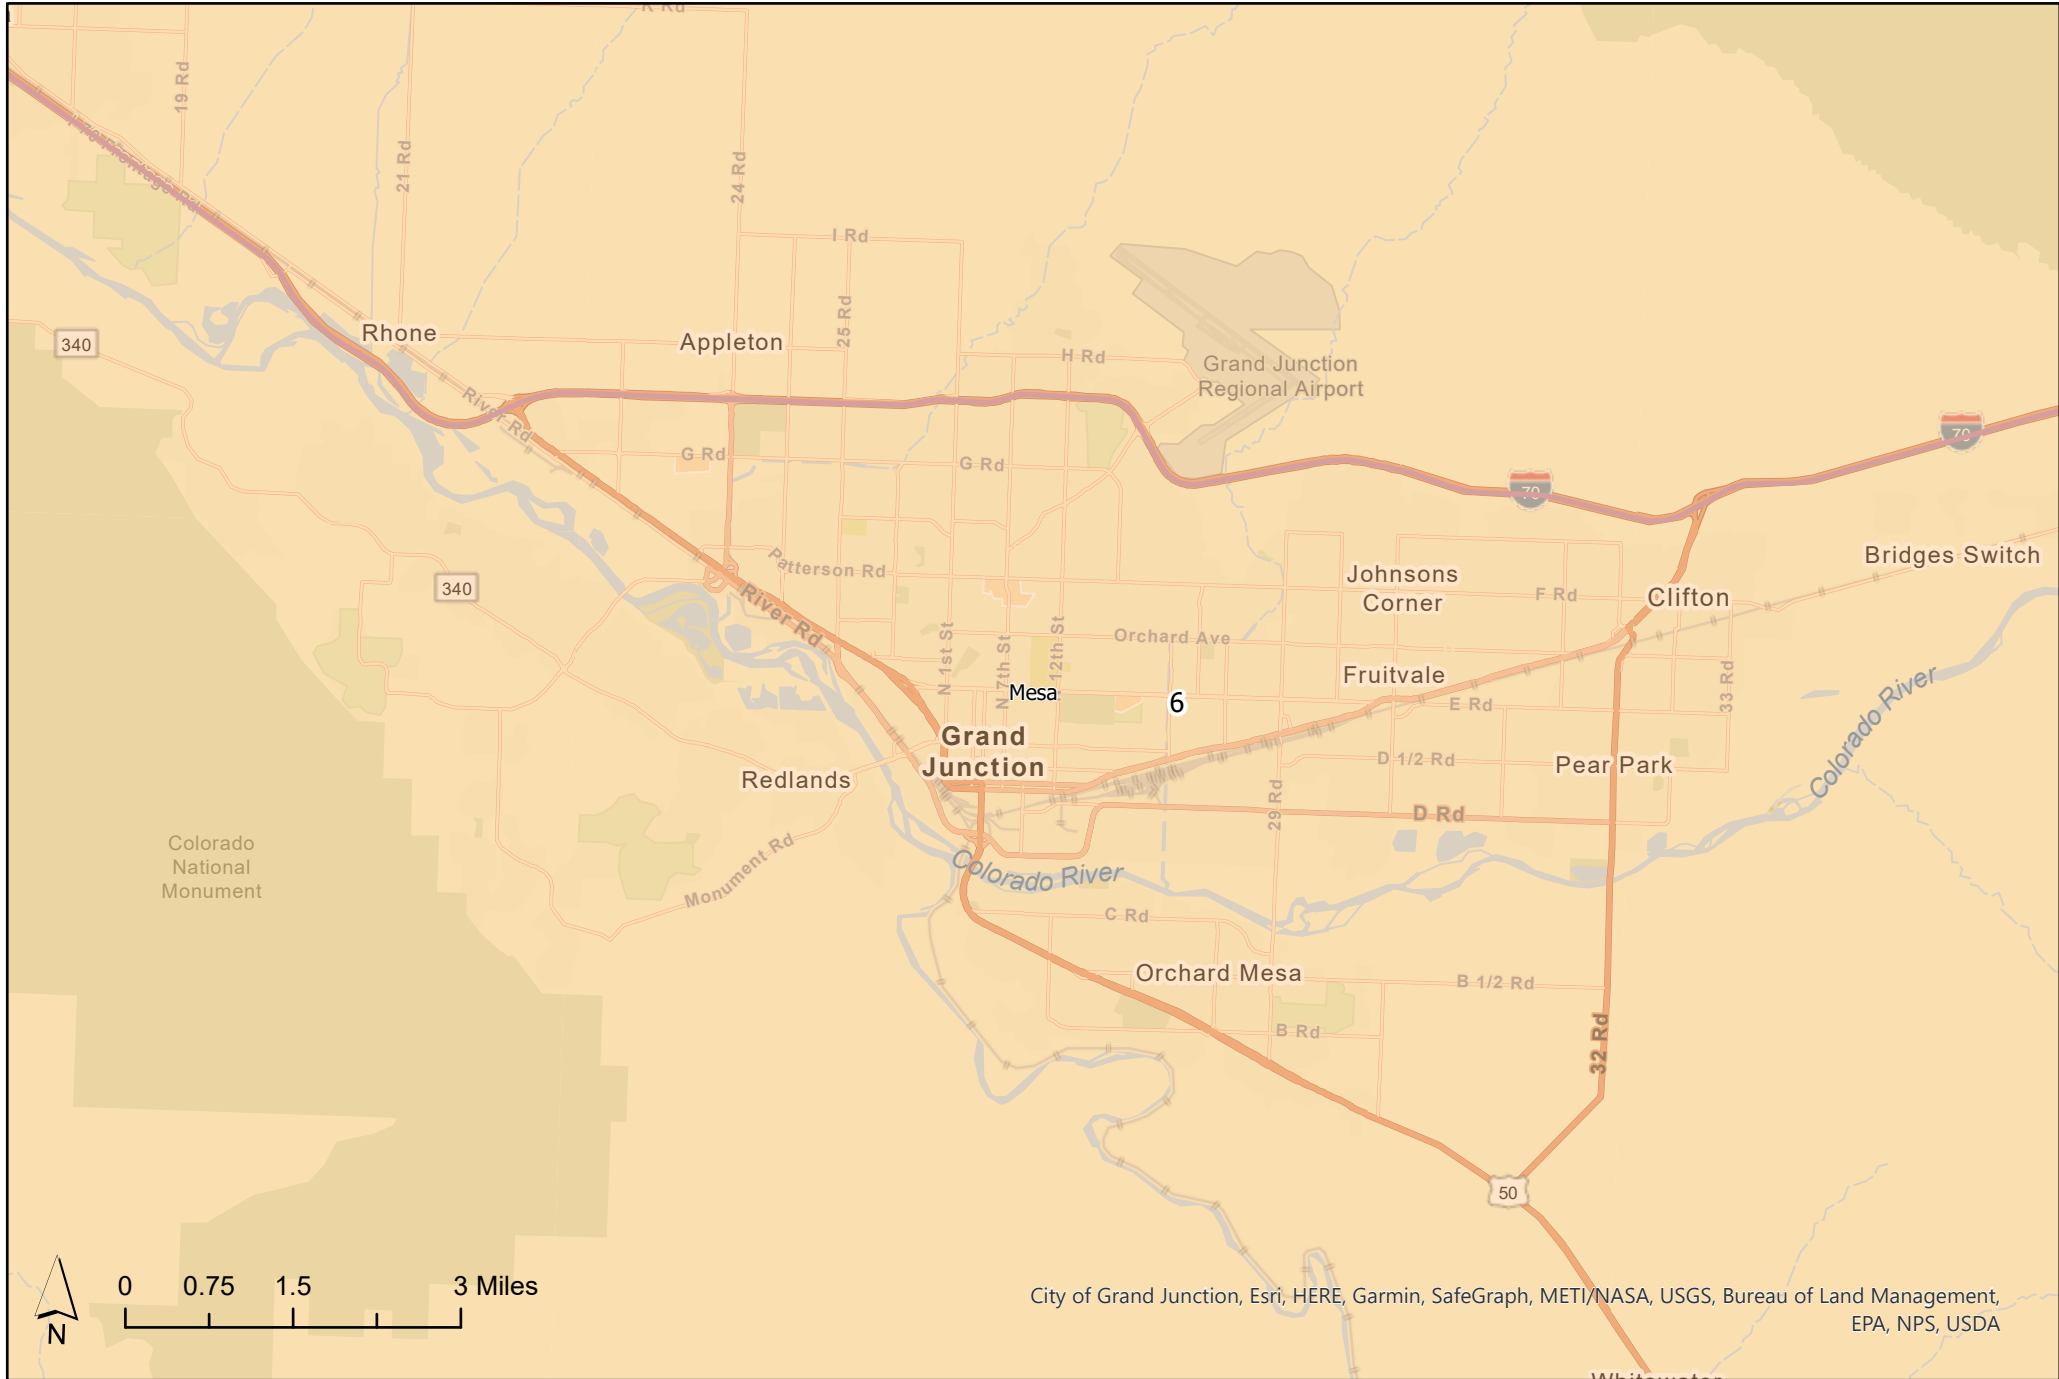 K Rd
19 Rd
I-70 Frontage Rd
21 Rd
24 Rd
I Rd
25 Rd
340
Rhone
Appleton
H Rd
Grand Junction
Regional Airport
River Rd
G Rd
G Rd
70
70
Patterson Rd
340
River Rd
Johnsons
Corner
F Rd
Clifton
Bridges Switch
N 1st St
N 7th St
12th St
Orchard Ave
Mesa
6
Fruitvale
E Rd
33 Rd
Colorado River
Grand
Junction
Redlands
D 1/2 Rd
Pear Park
29 Rd
D Rd
Colorado
National
Monument
Monument Rd
Colorado River
C Rd
Orchard Mesa
B 1/2 Rd
B Rd
32 Rd
50
0 0.75 1.5 3 Miles
N
City of Grand Junction, Esri, HERE, Garmin, SafeGraph, METI/NASA, USGS, Bureau of Land Management,
EPA, NPS, USDA
Whitewater